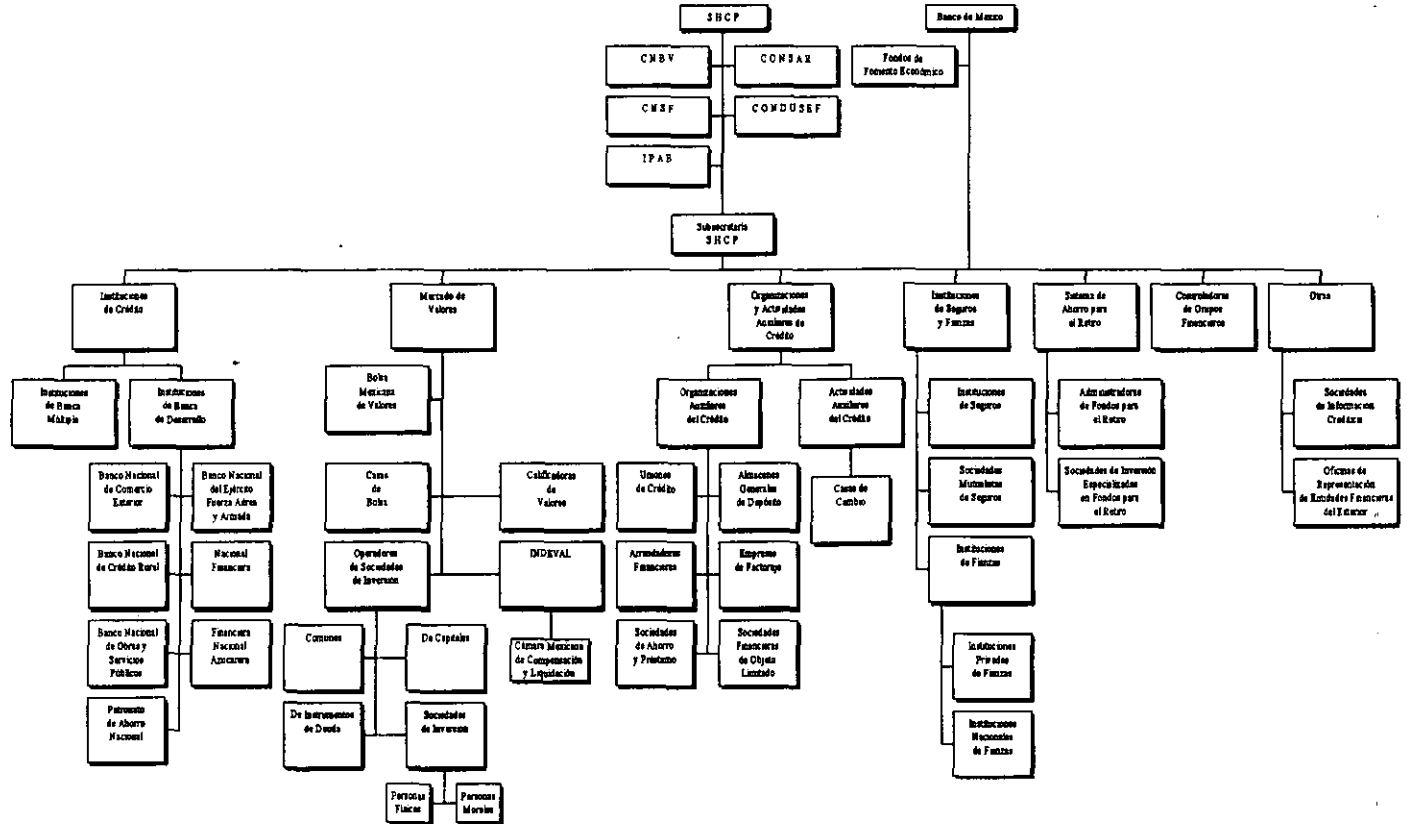 SHCP
Banco de México
CNBV
CONSAR
Fondos de
Fomento Económico
CNSF
CONDUSEF
IPAB
Subsecretaría
SHCP
Instituciones
de Crédito
Mercado de
Valores
Organizaciones
y Actividades
Auxiliares de
Crédito
Instituciones
de Seguros
y Fianzas
Sistema de
Ahorro para
el Retiro
Controladoras
de Grupos
Financieros
Otras
Instituciones
de Banca
Múltiple
Instituciones
de Banca
de Desarrollo
Bolsa
Mexicana
de Valores
Organizaciones
Auxiliares
del Crédito
Actividades
Auxiliares
del Crédito
Instituciones
de Seguros
Administradoras
de Fondos para
el Retiro
Sociedades
de Información
Crediticia
Banco Nacional
de Comercio
Exterior
Banco Nacional
del Ejército
Fuerza Aérea
y Armada
Casas
de
Bolsa
Calificadoras
de
Valores
Uniones
de Crédito
Almacenes
Generales
de Depósito
Casas de
Cambio
Sociedades
Mutualistas
de Seguros
Sociedades de Inversión
Especializadas
en Fondos para
el Retiro
Oficinas de
Representación
de Entidades Financieras
del Exterior
Banco Nacional
de Crédito Rural
Nacional
Financiera
Operadoras
de Sociedades
de Inversión
INDEVAL
Arrendadoras
Financieras
Empresas
de Factoraje
Instituciones
de Fianzas
Banco Nacional
de Obras y
Servicios
Públicos
Financiera
Nacional
Azucarera
Comunes
De Capitales
Cámara Mexicana
de Compensación
y Liquidación
Sociedades
de Ahorro
y Préstamo
Sociedades
Financieras
de Objeto
Limitado
Instituciones
Privadas
de Fianzas
Patronato
de Ahorro
Nacional
De Instrumentos
de Deuda
Sociedades
de Inversión
Instituciones
Nacionales
de Fianzas
Personas
Físicas
Personas
Morales